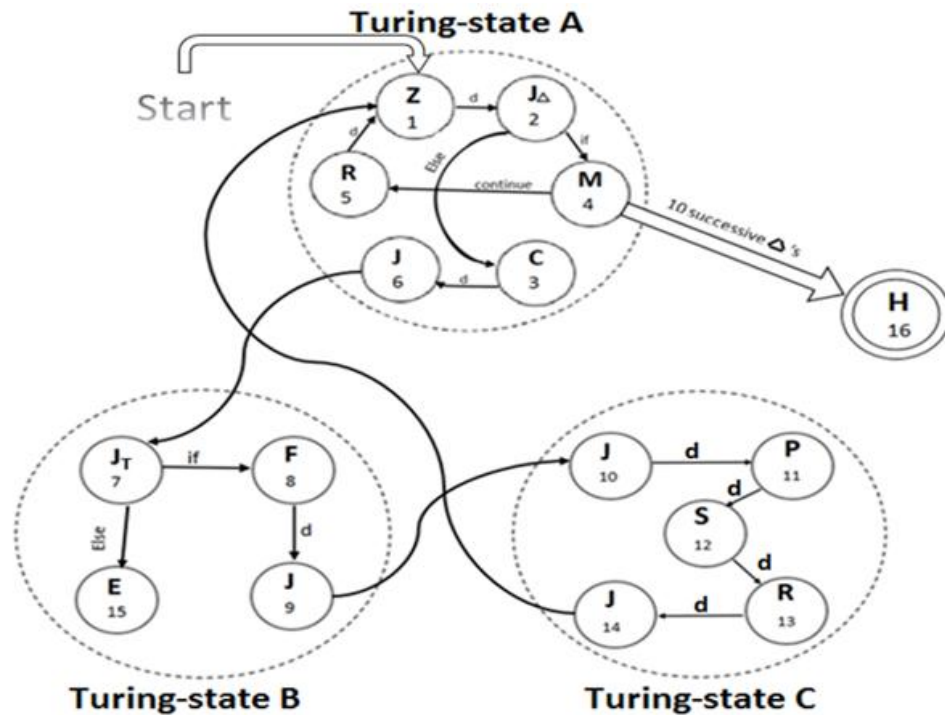 Turing-state A
Start
Z
1
d
J△
2
if
Else
M
4
continue
R
5
d
10 successive △'s
H
16
C
3
d
J
6
JT
7
if
F
8
Else
d
E
15
J
9
Turing-state B
J
10
d
P
11
d
S
12
d
R
13
d
J
14
Turing-state C